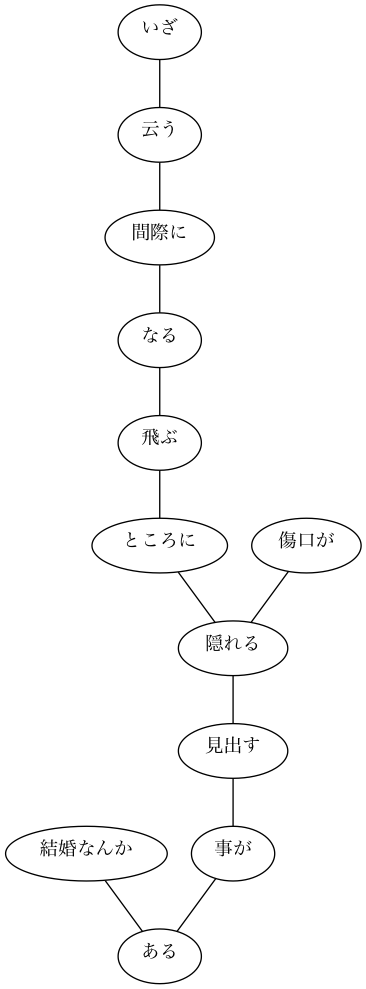 いざ
云う
間際に
なる
飛ぶ
ところに
傷口が
隠れる
見出す
結婚なんか
事が
ある